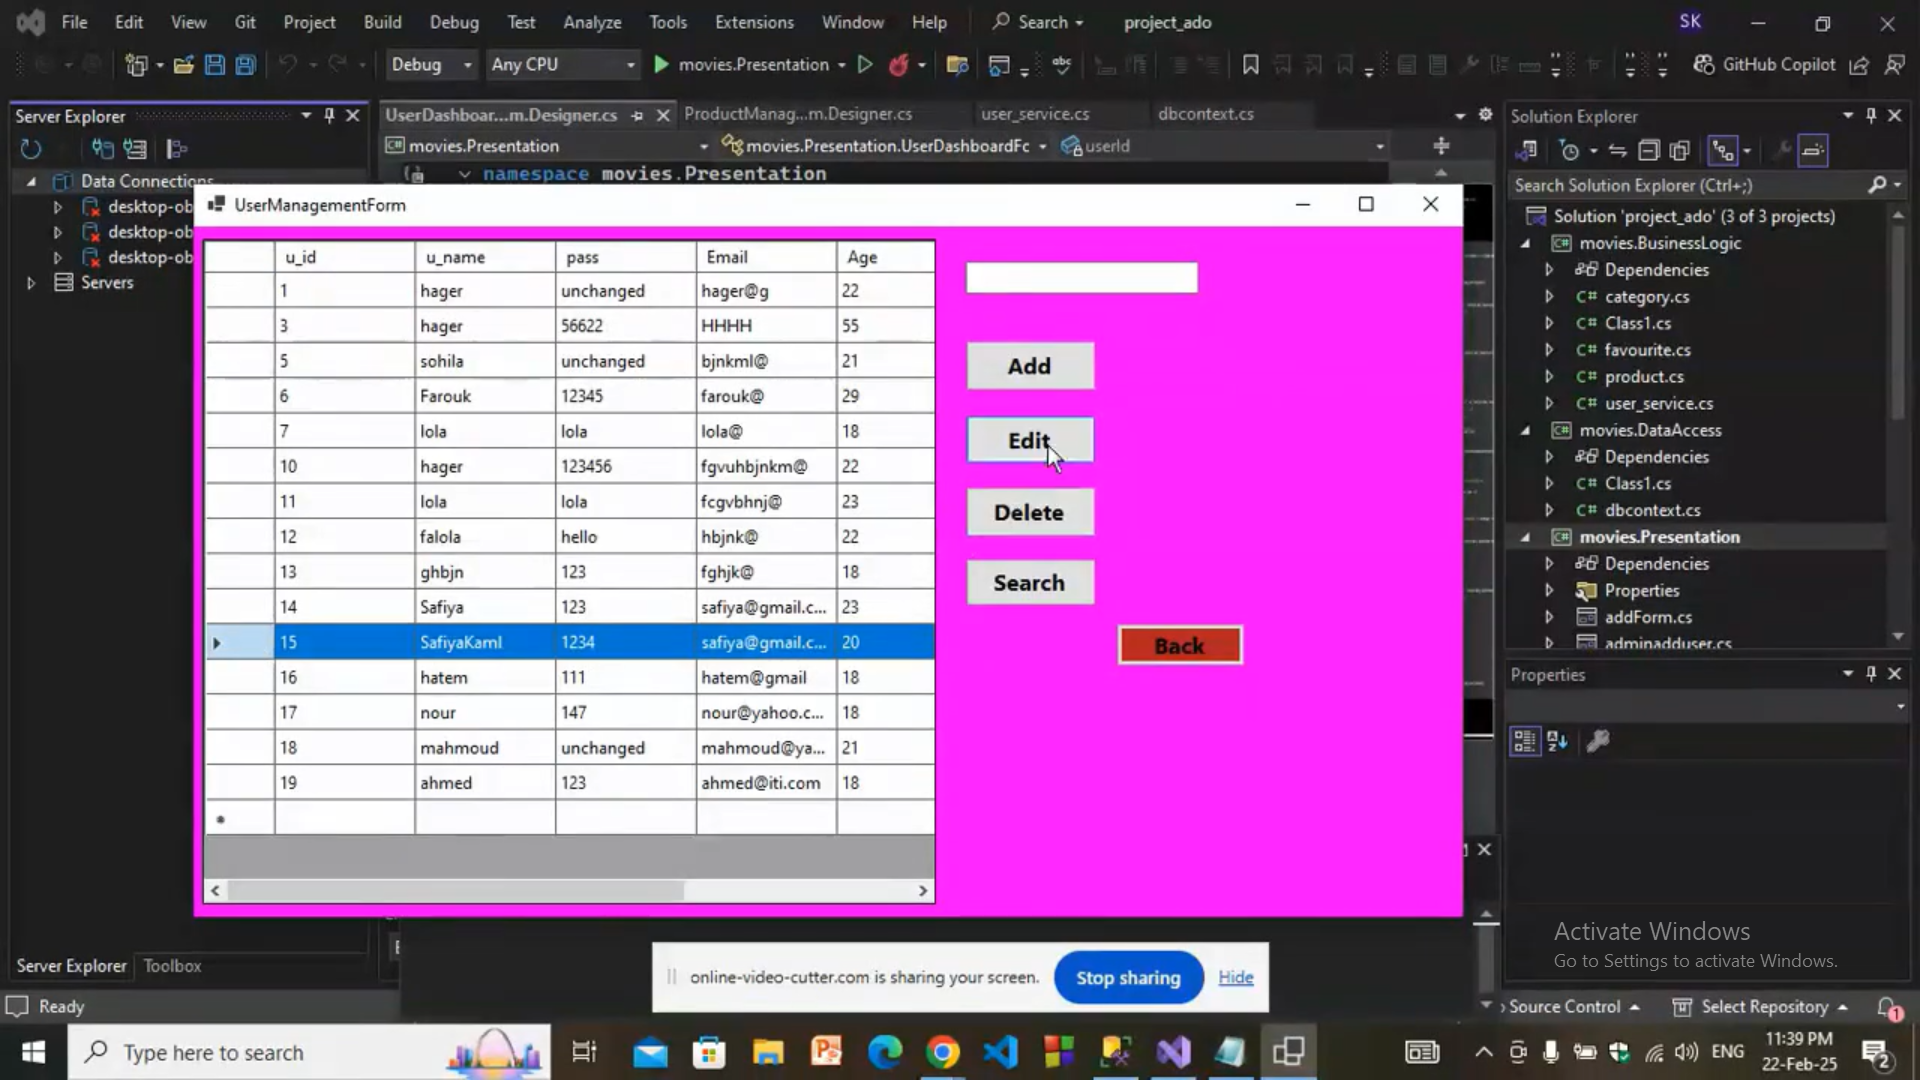 File Edit View Git Project Build Debug Test Analyze Tools Extensions Window Help Search project_ado SK
Debug Any CPU movies.Presentation GitHub Copilot
Server Explorer
UserDashboar...m.Designer.cs ProductManag...m.Designer.cs user_service.cs dbcontext.cs
Solution Explorer
movies.Presentation movies.Presentation.UserDashboardFc userId
namespace movies.Presentation
Data Connections
desktop-ob
desktop-ob
desktop-ob
Servers
Search Solution Explorer (Ctrl+;)
Solution 'project_ado' (3 of 3 projects)
movies.BusinessLogic
Dependencies
category.cs
Class1.cs
favourite.cs
product.cs
user_service.cs
movies.DataAccess
Dependencies
Class1.cs
dbcontext.cs
movies.Presentation
Dependencies
Properties
addForm.cs
adminadduser.cs
UserManagementForm
u_id u_name pass Email Age
1 hager unchanged hager@g 22
3 hager 56622 HHHH 55
5 sohila unchanged bjnkml@ 21
6 Farouk 12345 farouk@ 29
7 lola lola lola@ 18
10 hager 123456 fgvuhbjnkm@ 22
11 lola lola fcgvbhnj@ 23
12 falola hello hbjnk@ 22
13 ghbjn 123 fghjk@ 18
14 Safiya 123 safiya@gmail.c... 23
15 SafiyaKaml 1234 safiya@gmail.c... 20
16 hatem 111 hatem@gmail 18
17 nour 147 nour@yahoo.c... 18
18 mahmoud unchanged mahmoud@ya... 21
19 ahmed 123 ahmed@iti.com 18
Add
Edit
Delete
Search
Back
Properties
Activate Windows
Go to Settings to activate Windows.
Server Explorer Toolbox
online-video-cutter.com is sharing your screen. Stop sharing Hide
Ready
Source Control Select Repository 1
Type here to search
ENG
11:39 PM
22-Feb-25
2